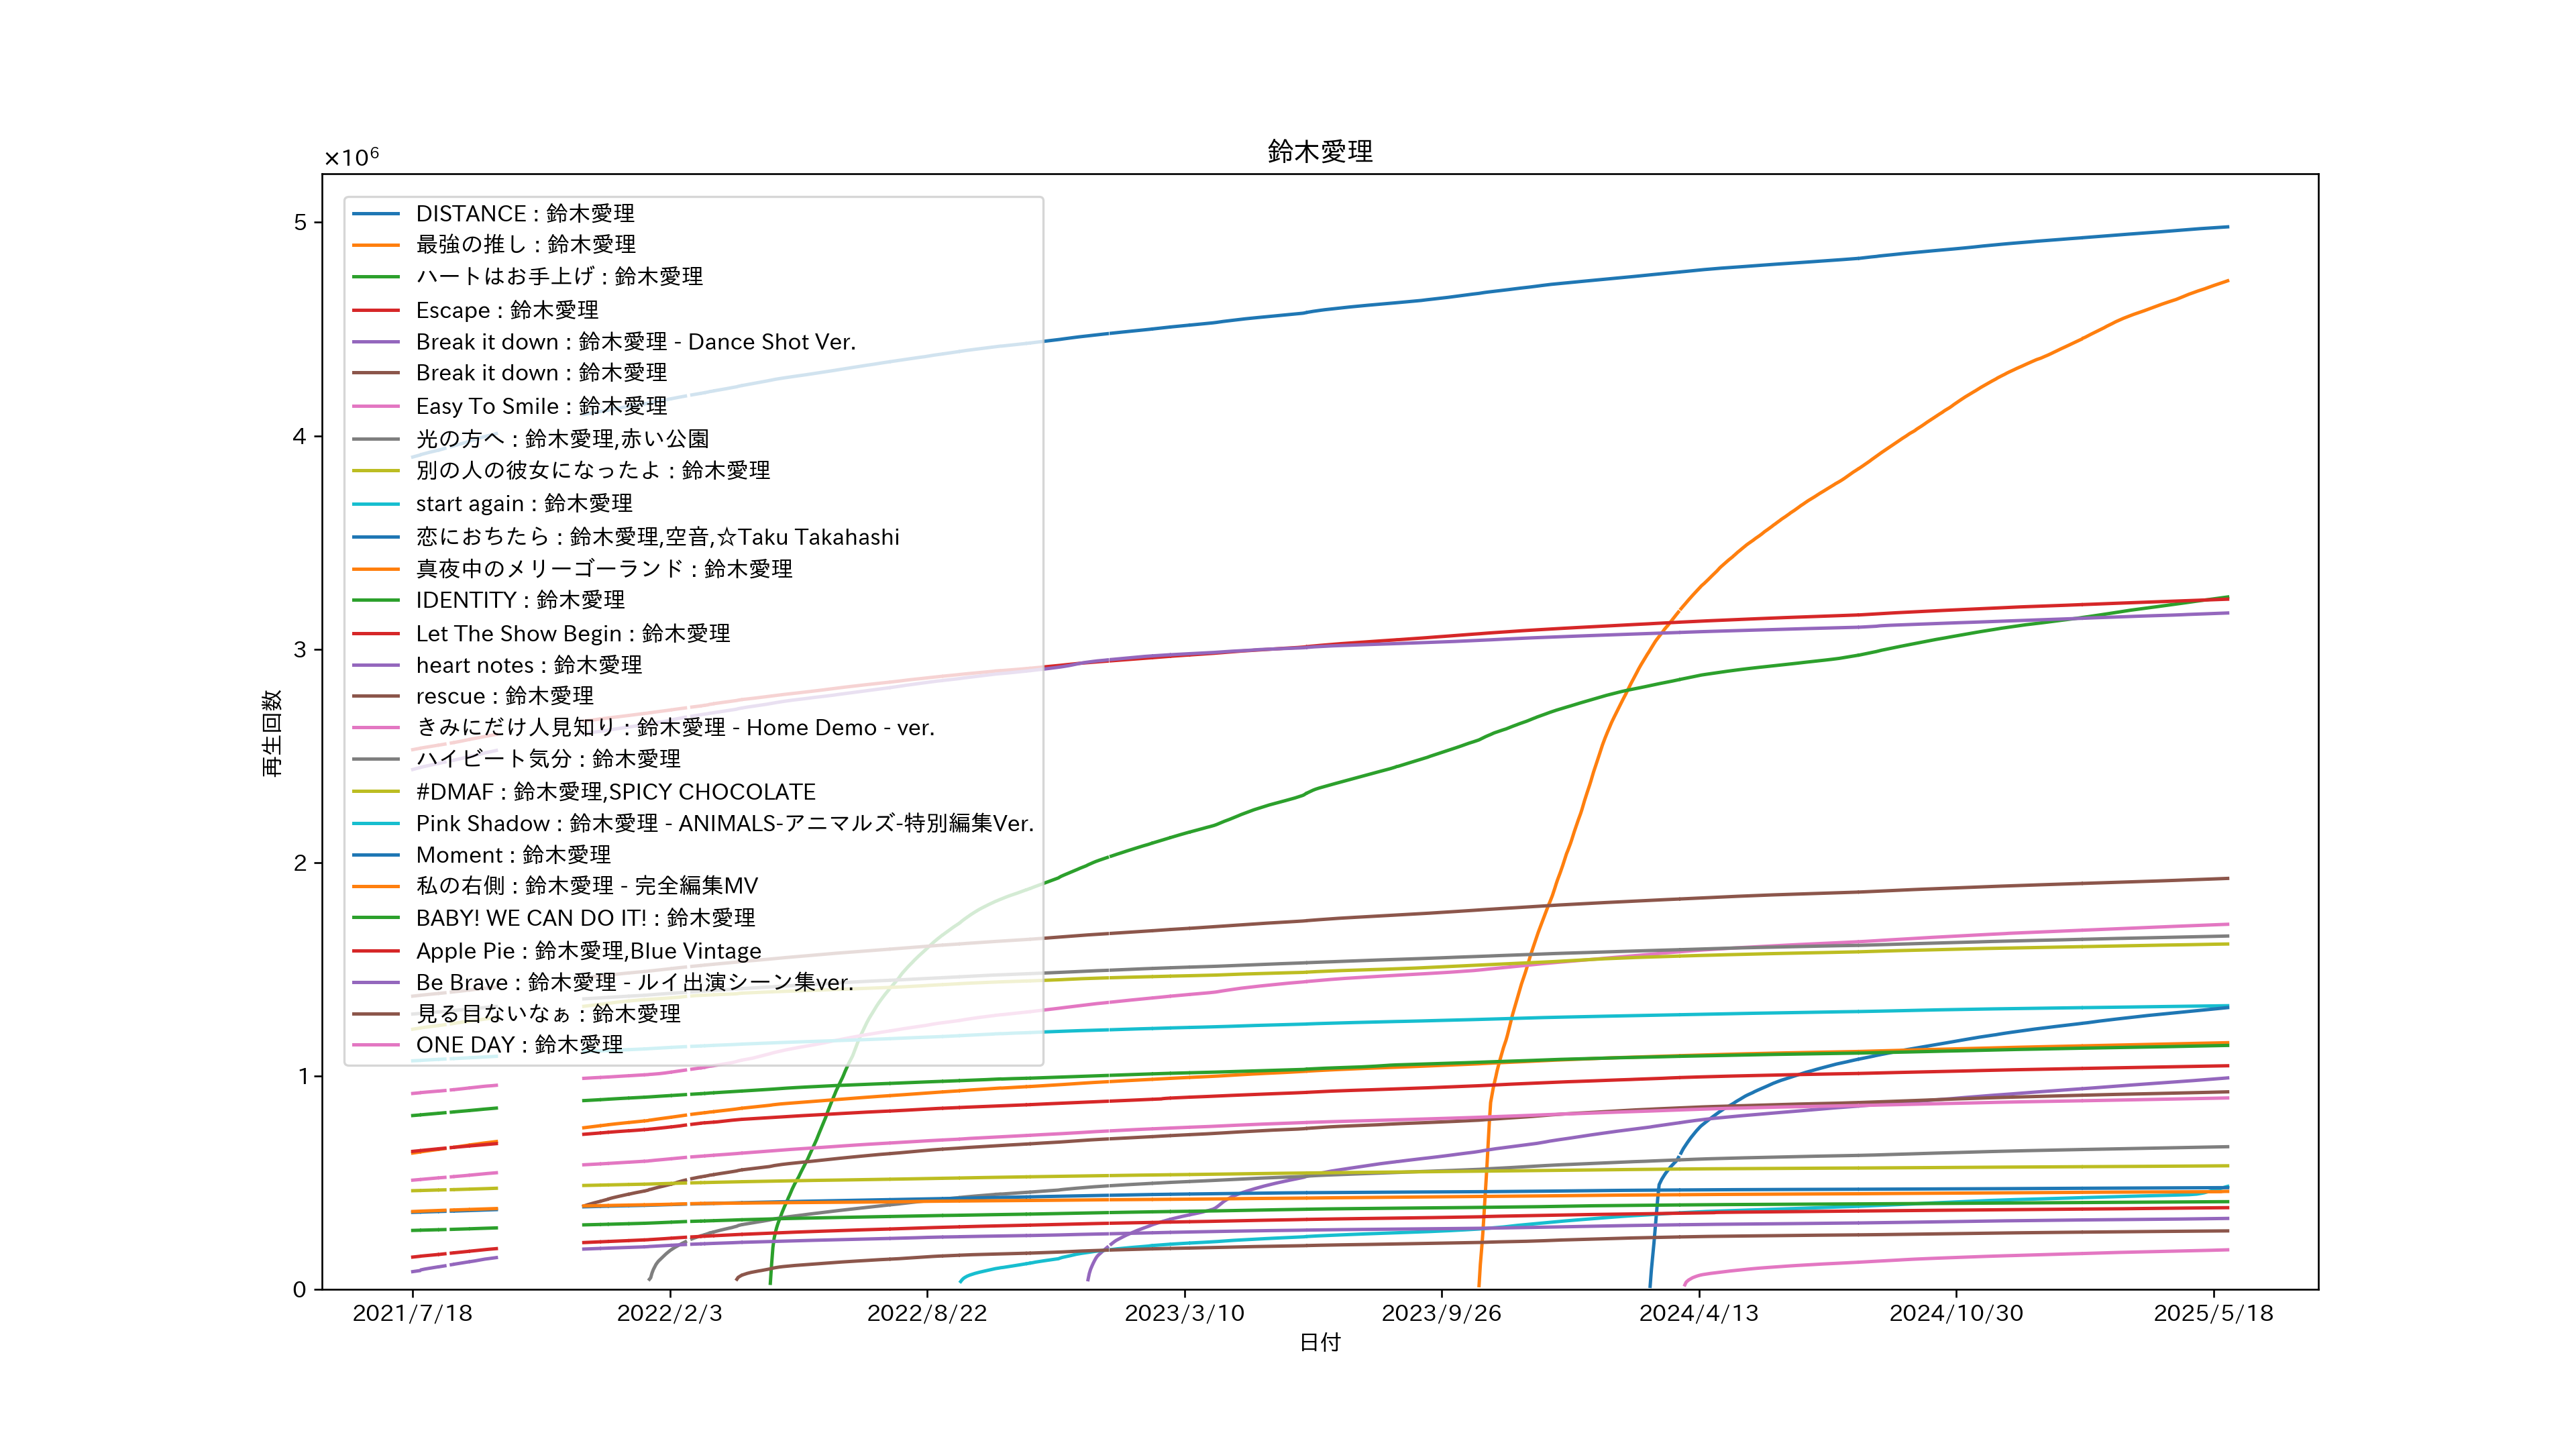 鈴木愛理
×10⁶
5
4
3
2
1
0
再生回数
DISTANCE : 鈴木愛理
最強の推し : 鈴木愛理
ハートはお手上げ : 鈴木愛理
Escape : 鈴木愛理
Break it down : 鈴木愛理 - Dance Shot Ver.
Break it down : 鈴木愛理
Easy To Smile : 鈴木愛理
光の方へ : 鈴木愛理,赤い公園
別の人の彼女になったよ : 鈴木愛理
start again : 鈴木愛理
恋におちたら : 鈴木愛理,空音,☆Taku Takahashi
真夜中のメリーゴーランド : 鈴木愛理
IDENTITY : 鈴木愛理
Let The Show Begin : 鈴木愛理
heart notes : 鈴木愛理
rescue : 鈴木愛理
きみにだけ人見知り : 鈴木愛理 - Home Demo - ver.
ハイビート気分 : 鈴木愛理
#DMAF : 鈴木愛理,SPICY CHOCOLATE
Pink Shadow : 鈴木愛理 - ANIMALS-アニマルズ-特別編集Ver.
Moment : 鈴木愛理
私の右側 : 鈴木愛理 - 完全編集MV
BABY! WE CAN DO IT! : 鈴木愛理
Apple Pie : 鈴木愛理,Blue Vintage
Be Brave : 鈴木愛理 - ルイ出演シーン集ver.
見る目ないなぁ : 鈴木愛理
ONE DAY : 鈴木愛理
2021/7/18 2022/2/3 2022/8/22 2023/3/10 2023/9/26 2024/4/13 2024/10/30 2025/5/18
日付